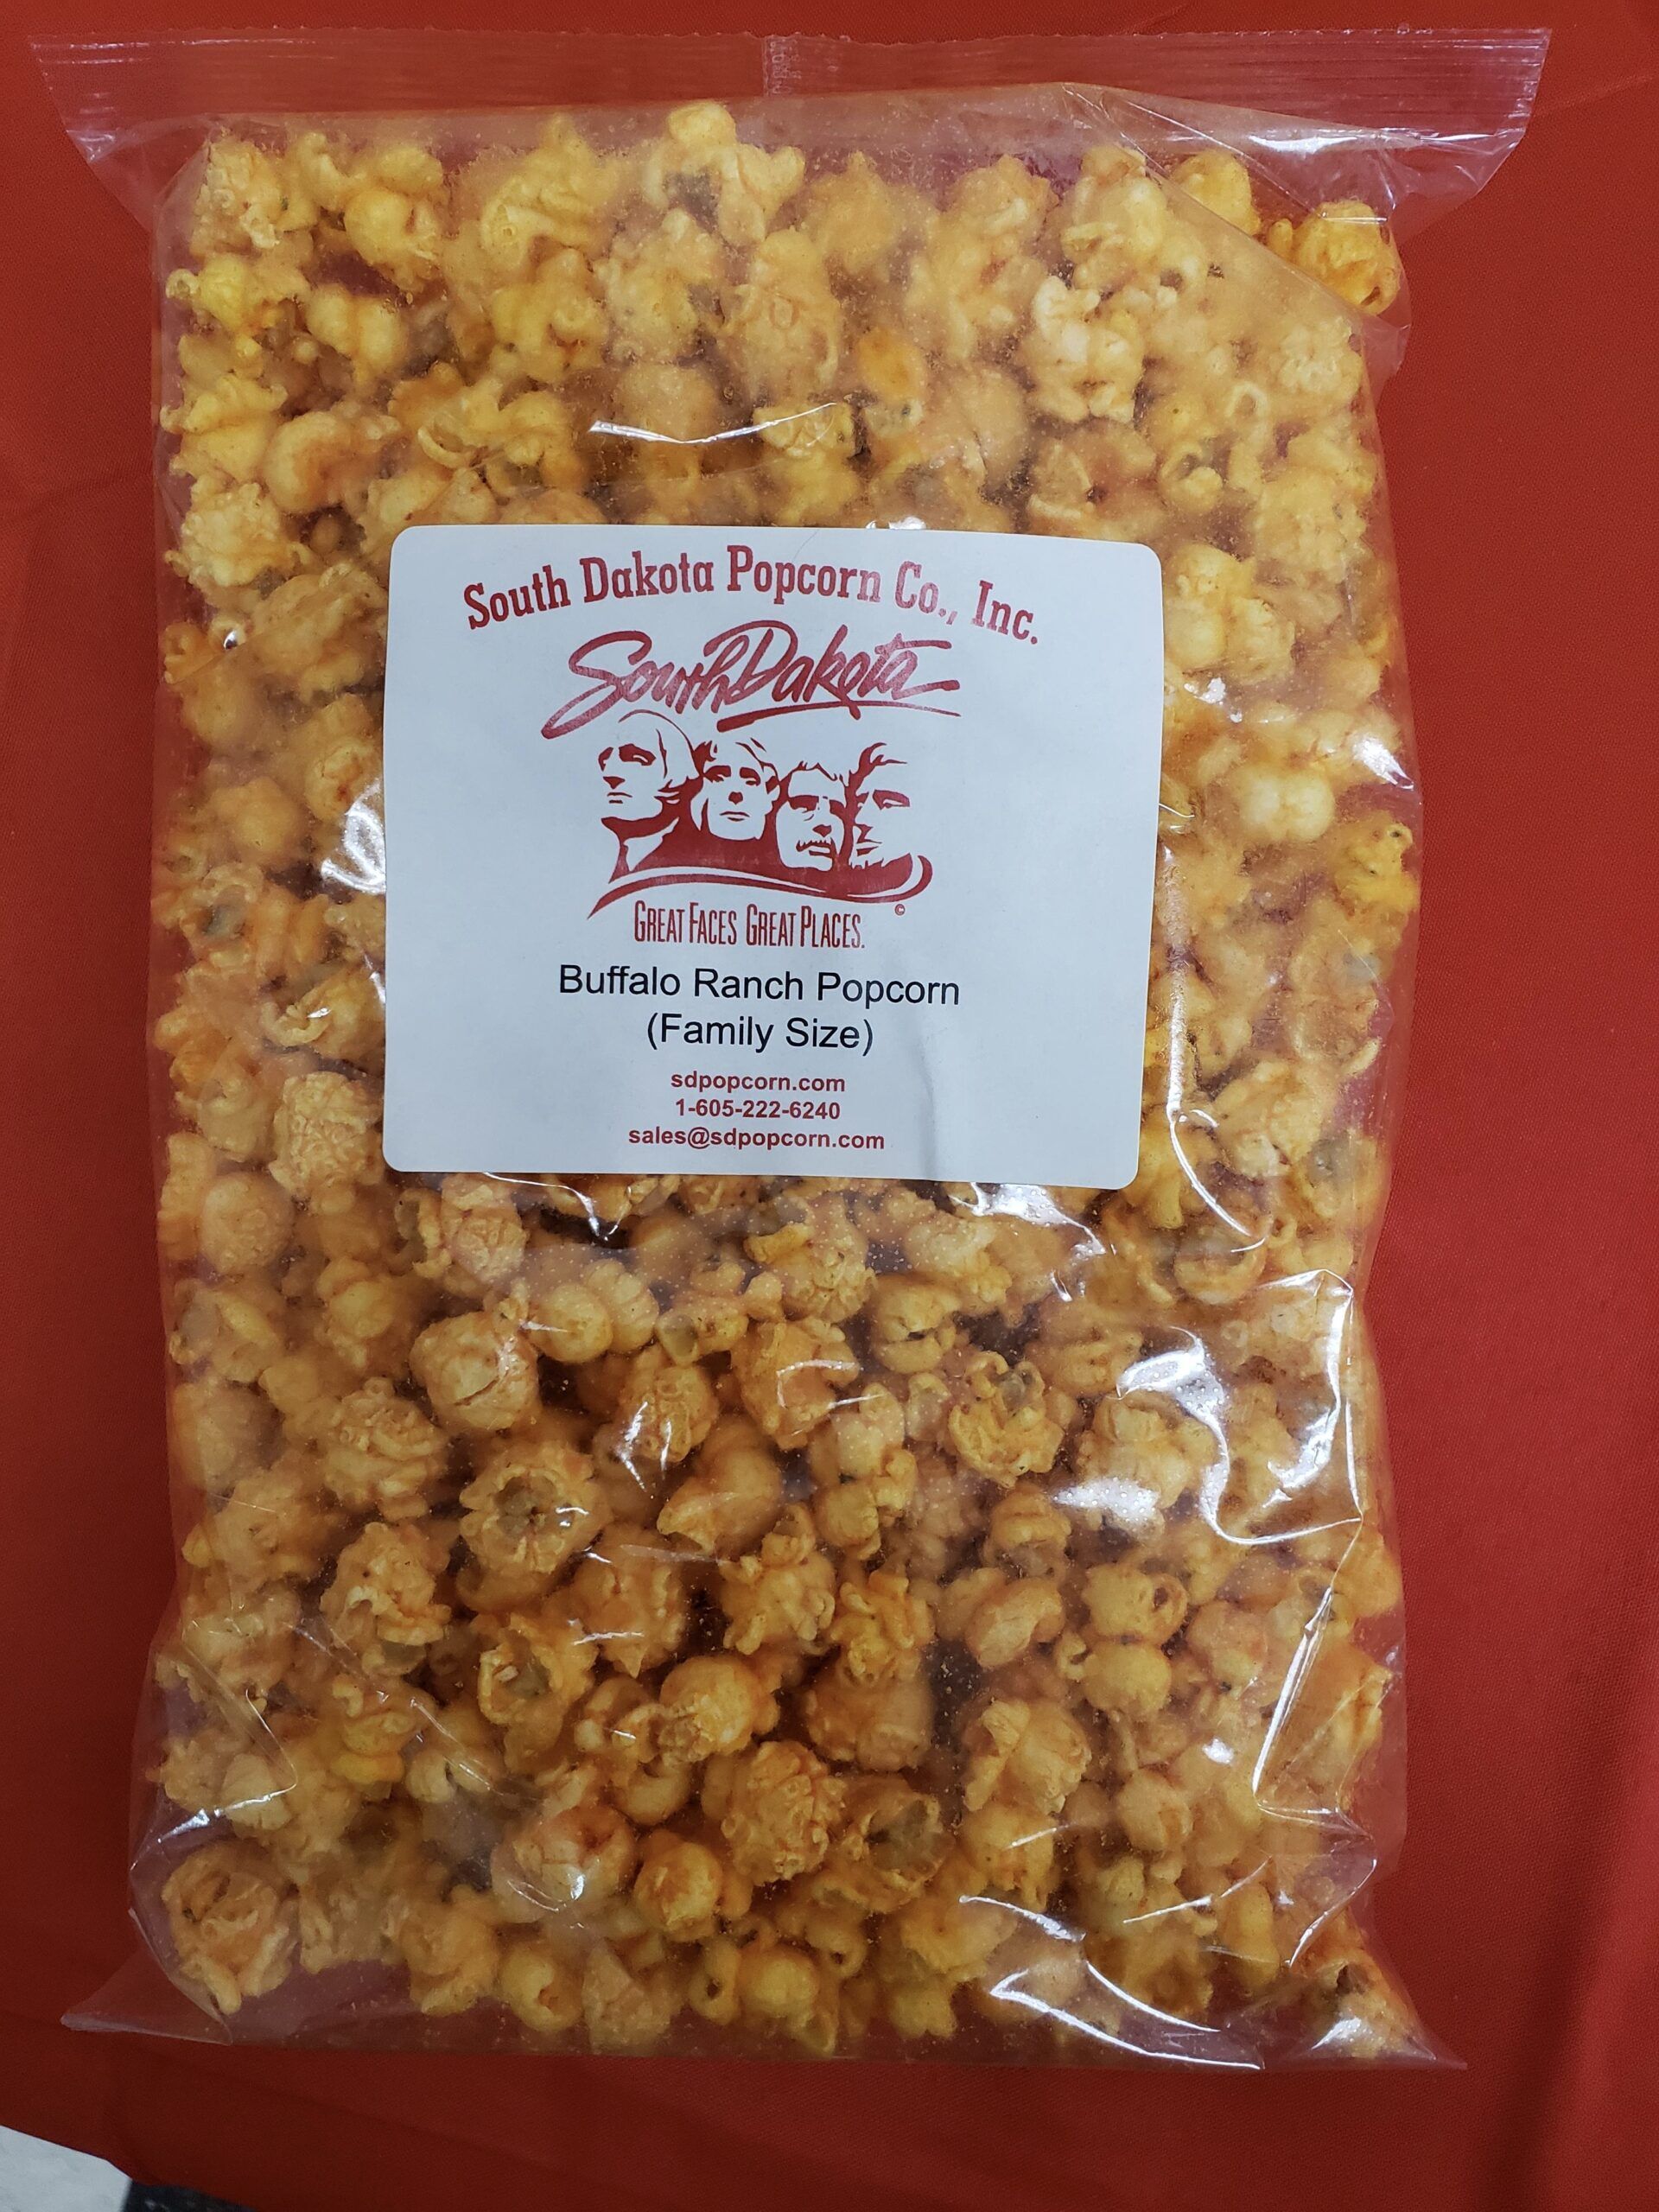 South Dakota Popcorn Co., Inc.
South Dakota
GREAT FACES GREAT PLACES.
©
Buffalo Ranch Popcorn
(Family Size)
sdpopcorn.com
1-605-222-6240
sales@sdpopcorn.com